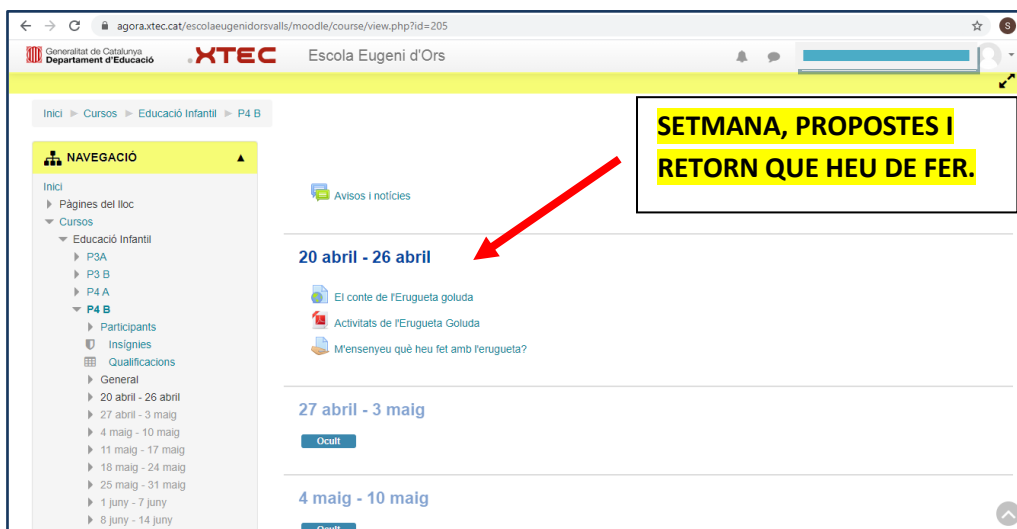 agora.xtec.cat/escolaeugenidorsvalls/moodle/course/view.php?id=205
S
Generalitat de Catalunya
Departament d'Educació
XTEC
Escola Eugeni d'Ors
Inici ► Cursos ► Educació Infantil ► P4 B
SETMANA, PROPOSTES I
RETORN QUE HEU DE FER.
NAVEGACIÓ
Inici
Pàgines del lloc
Cursos
Educació Infantil
P3A
P3 B
P4 A
P4 B
Participants
Insígnies
Qualificacions
General
20 abril - 26 abril
27 abril - 3 maig
4 maig - 10 maig
11 maig - 17 maig
18 maig - 24 maig
25 maig - 31 maig
1 juny - 7 juny
8 juny - 14 juny
Avisos i notícies
20 abril - 26 abril
El conte de l'Erugueta goluda
Activitats de l'Erugueta Goluda
M'ensenyeu què heu fet amb l'erugueta?
27 abril - 3 maig
Ocult
4 maig - 10 maig
Ocult